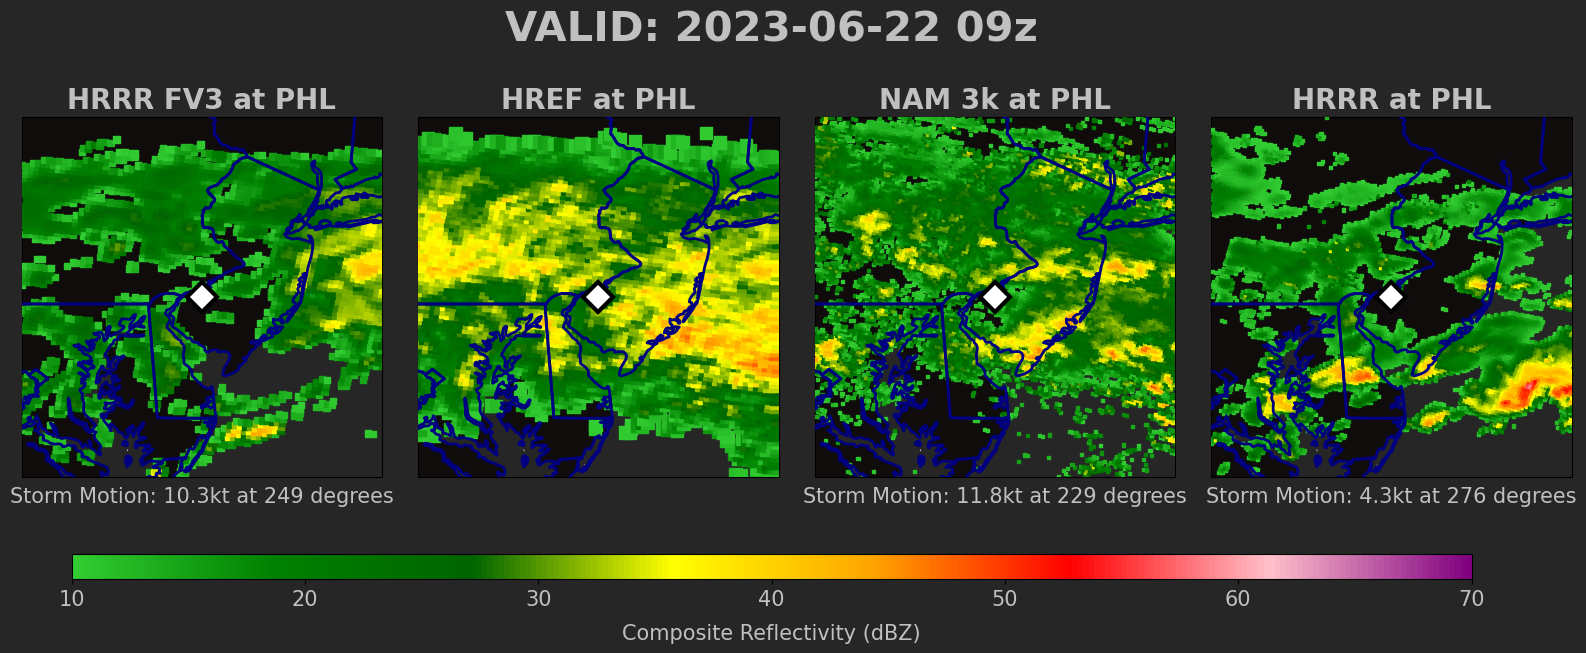 VALID: 2023-06-22 09z
HRRR FV3 at PHL
HREF at PHL
NAM 3k at PHL
HRRR at PHL
Storm Motion: 10.3kt at 249 degrees
Storm Motion: 11.8kt at 229 degrees
Storm Motion: 4.3kt at 276 degrees
10 20 30 40 50 60 70
Composite Reflectivity (dBZ)